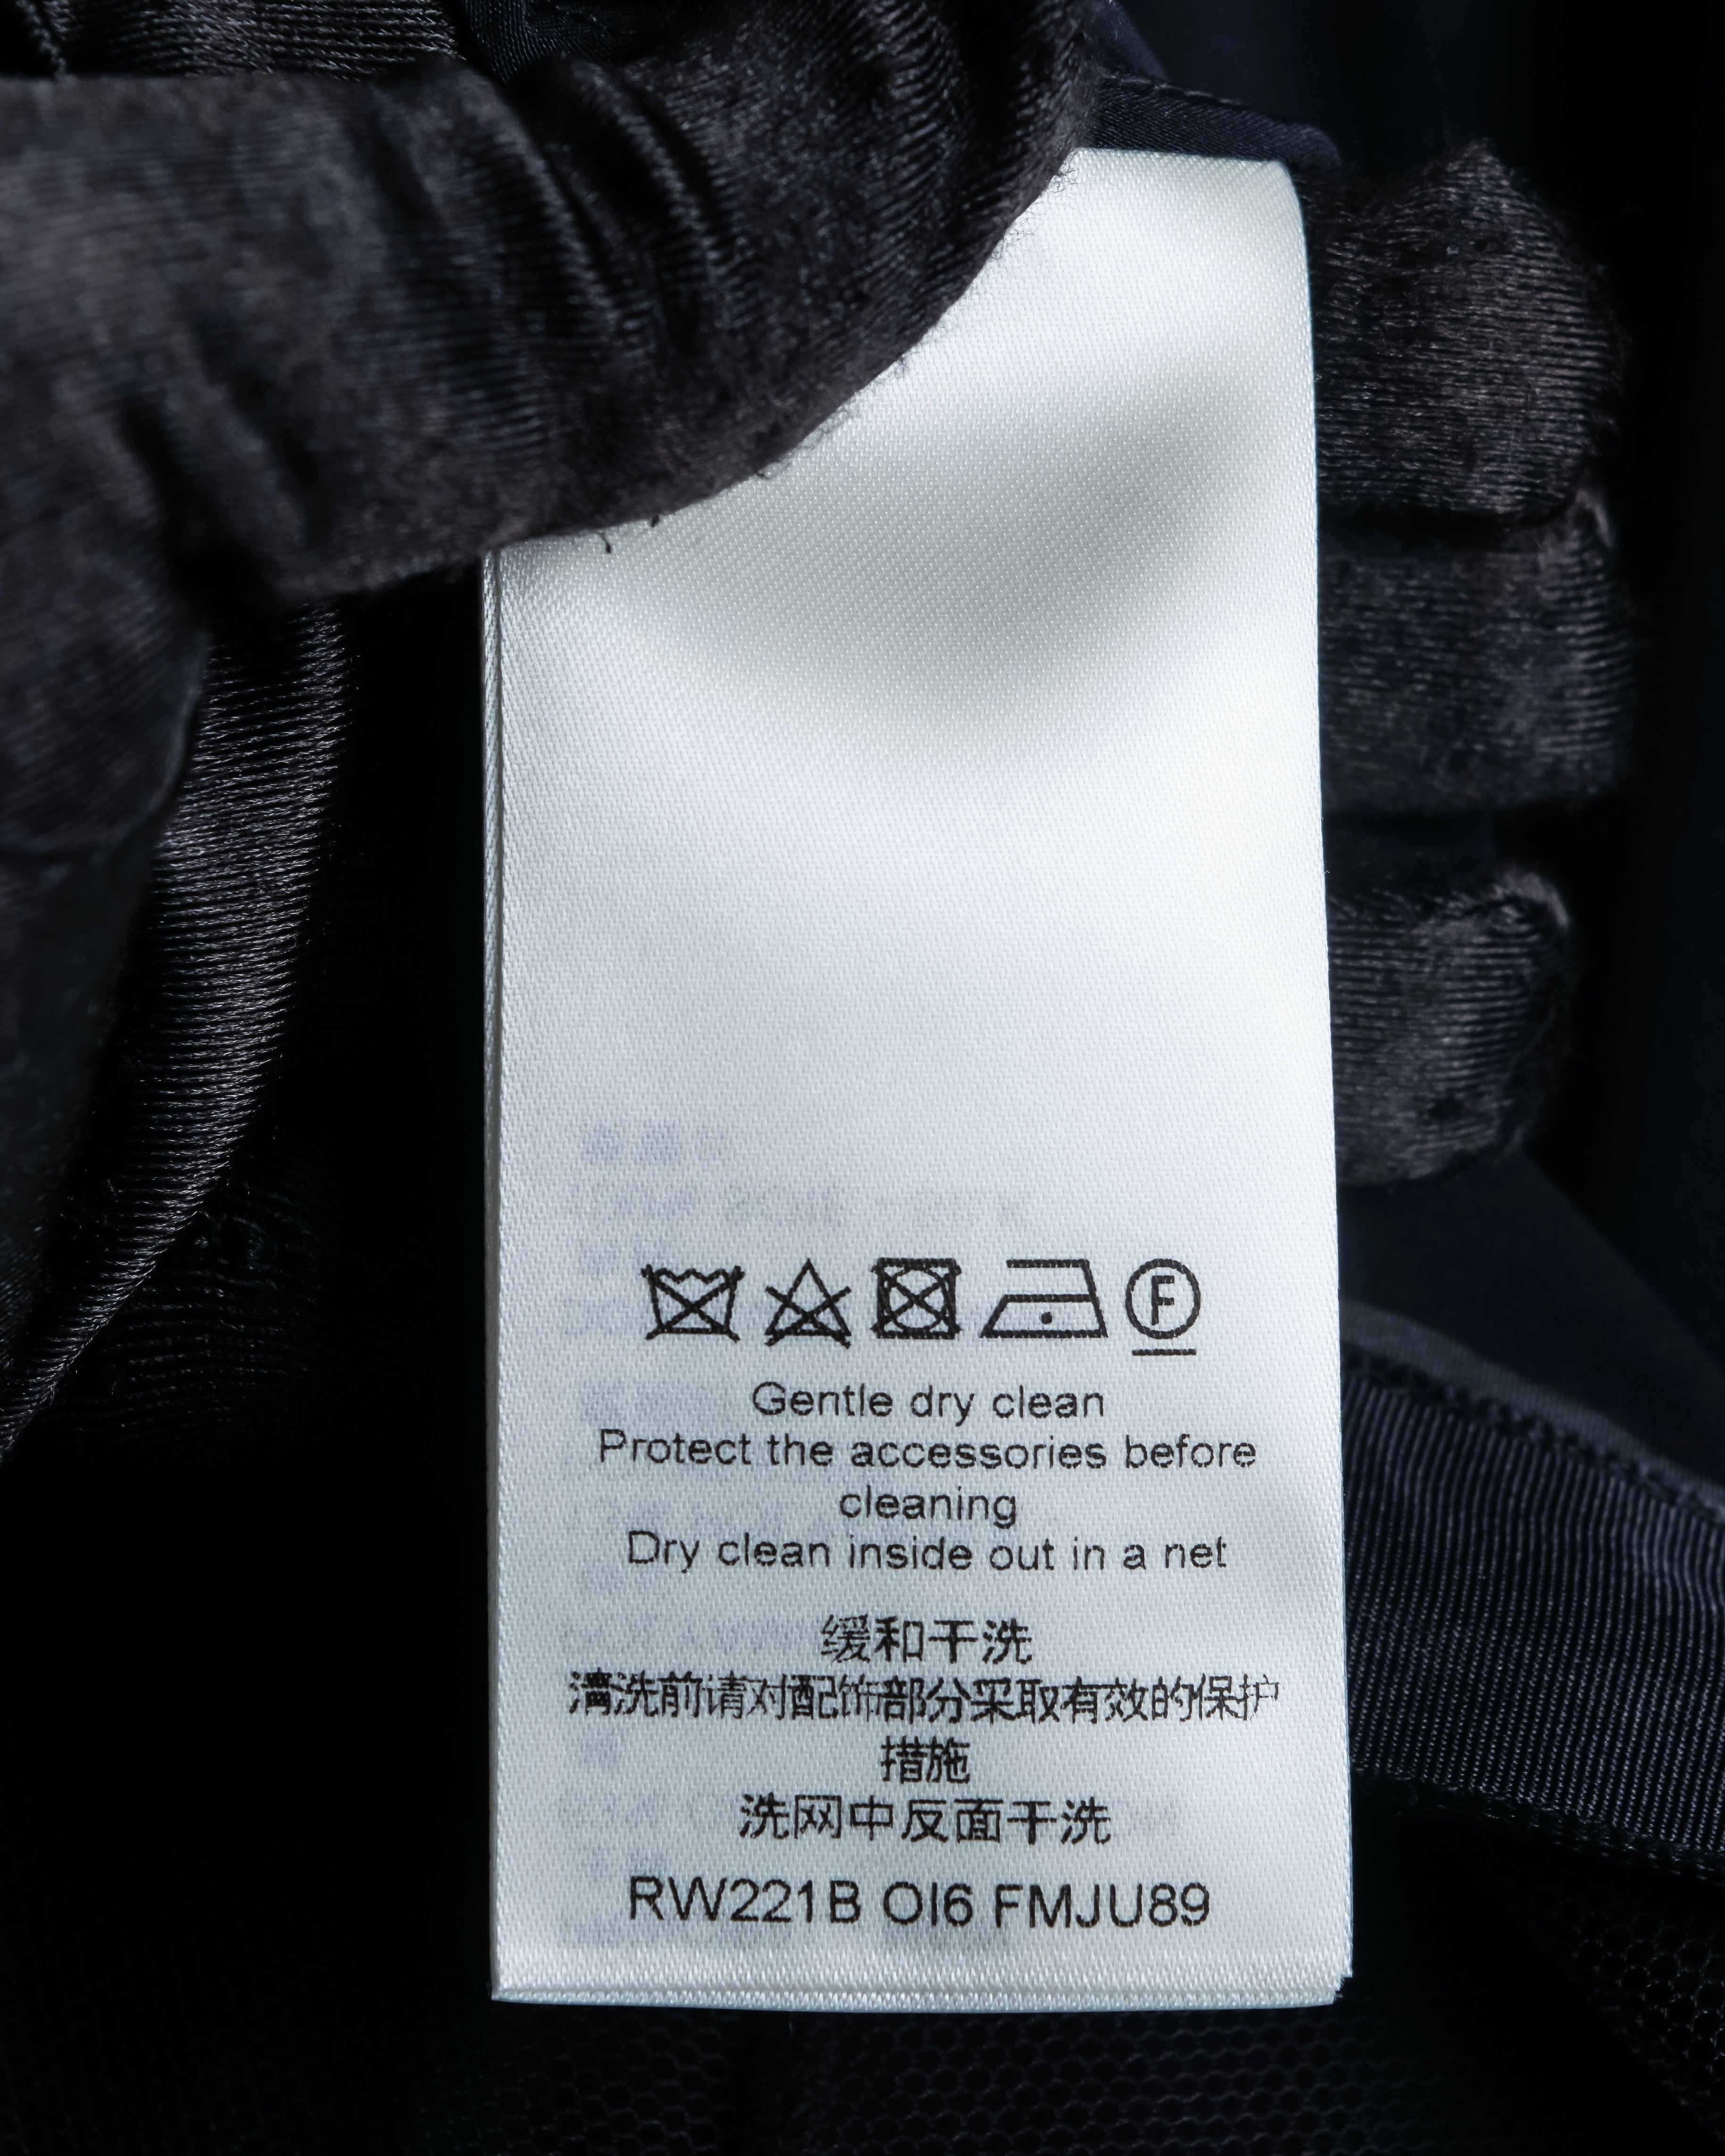 F
Gentle dry clean
Protect the accessories before
cleaning
Dry clean inside out in a net
缓和干洗
清洗前请对配饰部分采取有效的保护
措施
洗网中反面干洗
RW221B OI6 FMJU89